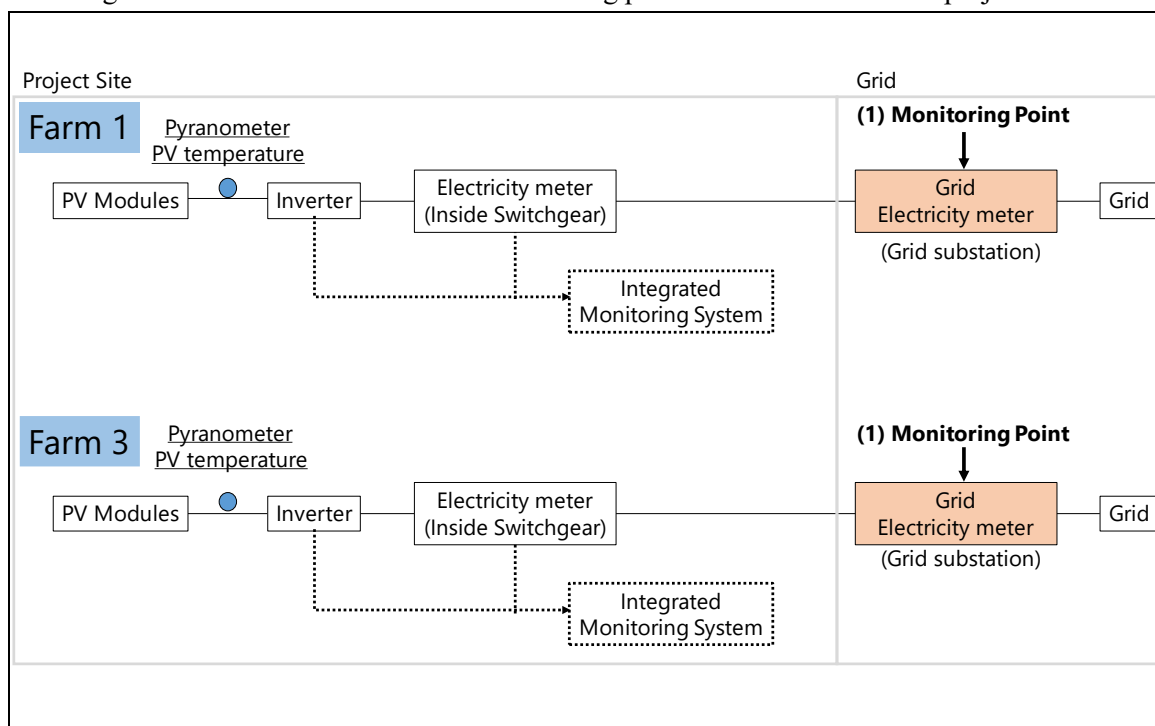 Project Site
Grid
Farm 1
Pyranometer
PV temperature
(1) Monitoring Point
PV Modules
Inverter
Electricity meter
(Inside Switchgear)
Grid
Electricity meter
Grid
(Grid substation)
Integrated
Monitoring System
Farm 3
Pyranometer
PV temperature
(1) Monitoring Point
PV Modules
Inverter
Electricity meter
(Inside Switchgear)
Grid
Electricity meter
Grid
(Grid substation)
Integrated
Monitoring System